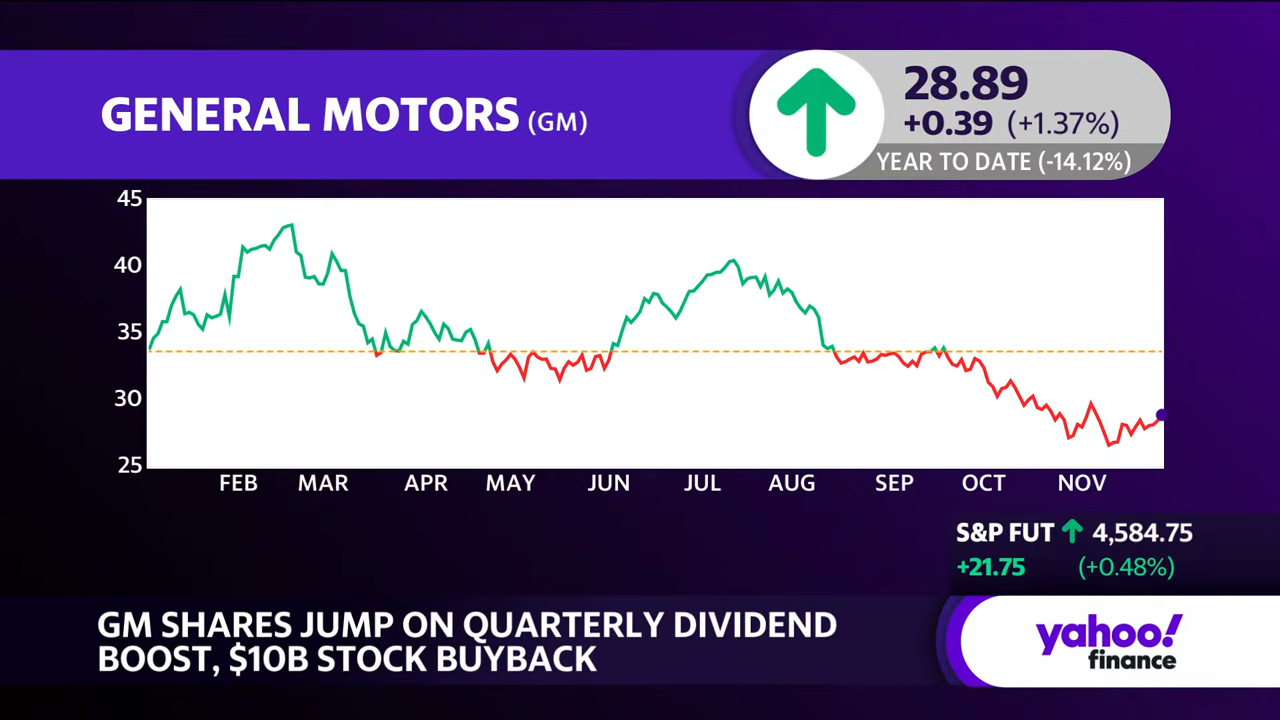 GENERAL MOTORS (GM)
28.89
+0.39 (+1.37%)
YEAR TO DATE (-14.12%)
45
40
35
30
25
FEB MAR APR MAY JUN JUL AUG SEP OCT NOV
S&P FUT 4,584.75
+21.75 (+0.48%)
GM SHARES JUMP ON QUARTERLY DIVIDEND
BOOST, $10B STOCK BUYBACK
yahoo!
finance